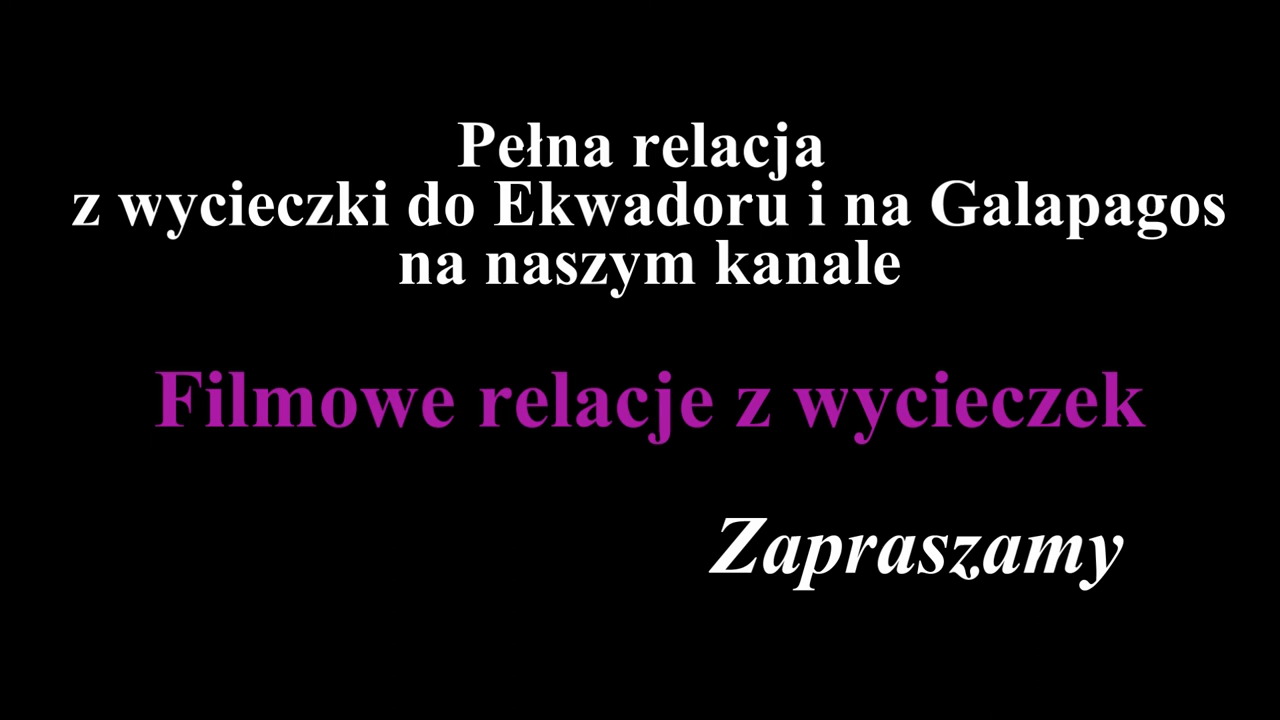 Pełna relacja
z wycieczki do Ekwadoru i na Galapagos
na naszym kanale
Filmowe relacje z wycieczek
Zapraszamy